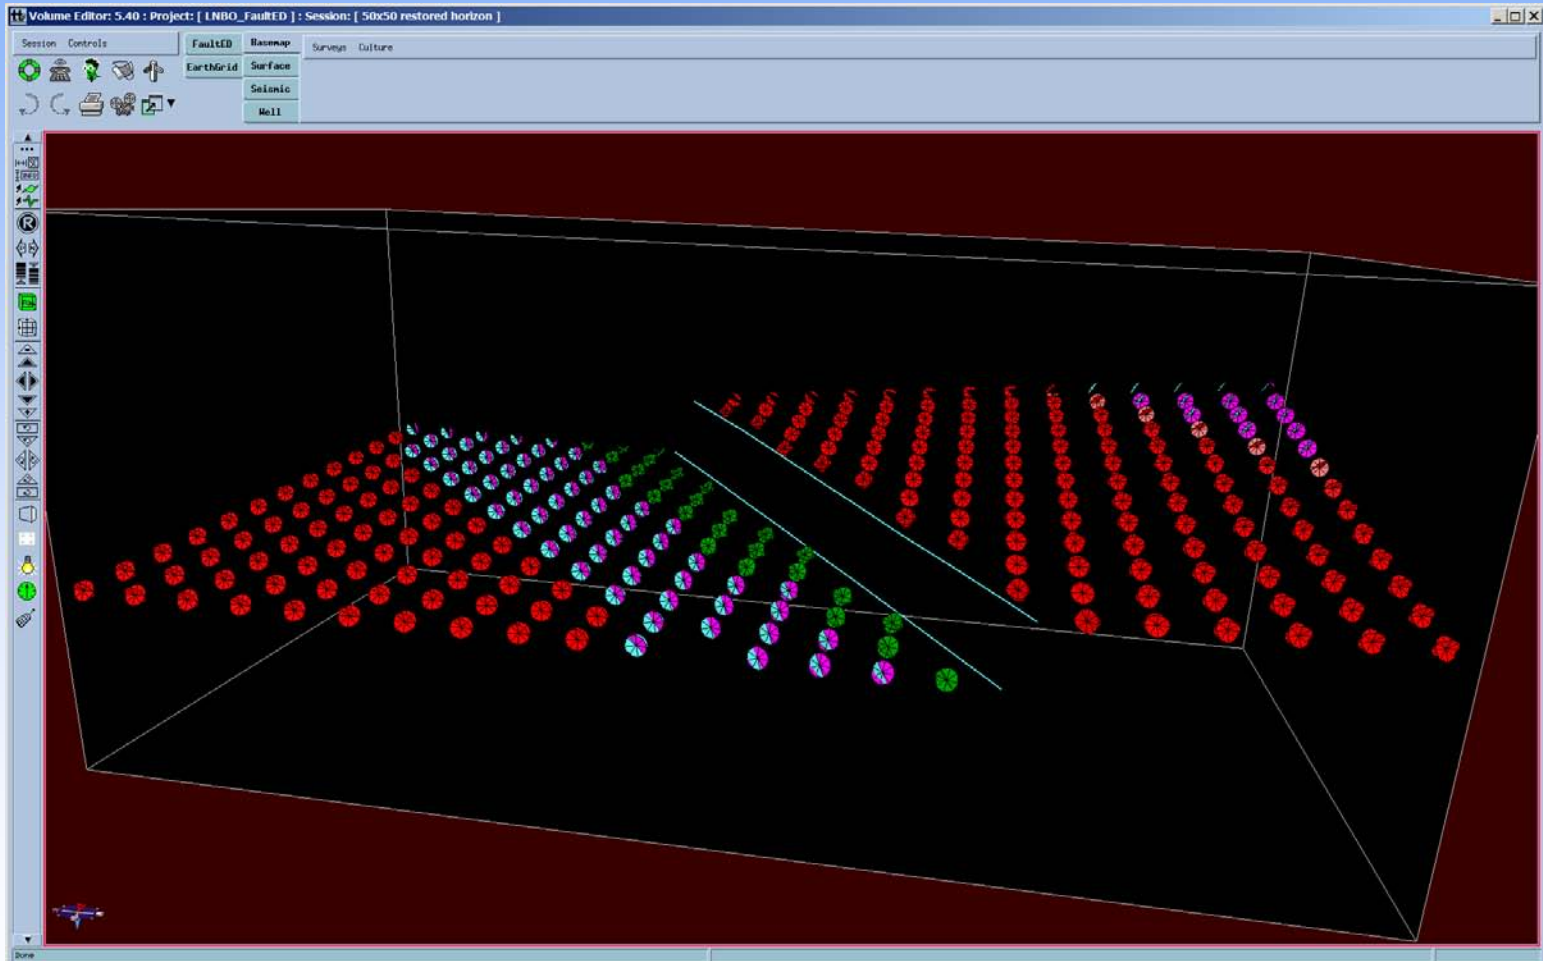 Volume Editor: 5.40 : Project: [ LNBO_FaultED ] : Session: [ 50x50 restored horizon ]
Session Controls
FaultED
Basemap
Surveys Culture
EarthGrid
Surface
Seismic
Well
INFO
R
Done